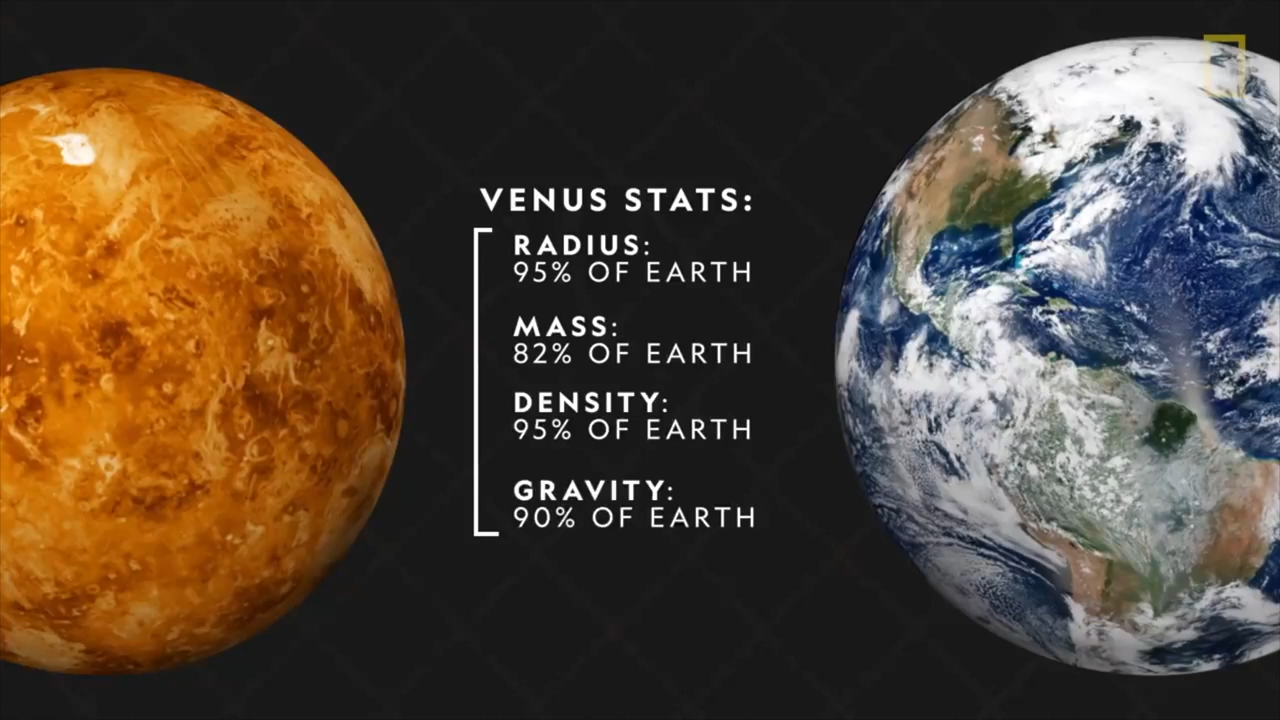 VENUS STATS:
RADIUS:
95% OF EARTH
MASS:
82% OF EARTH
DENSITY:
95% OF EARTH
GRAVITY:
90% OF EARTH